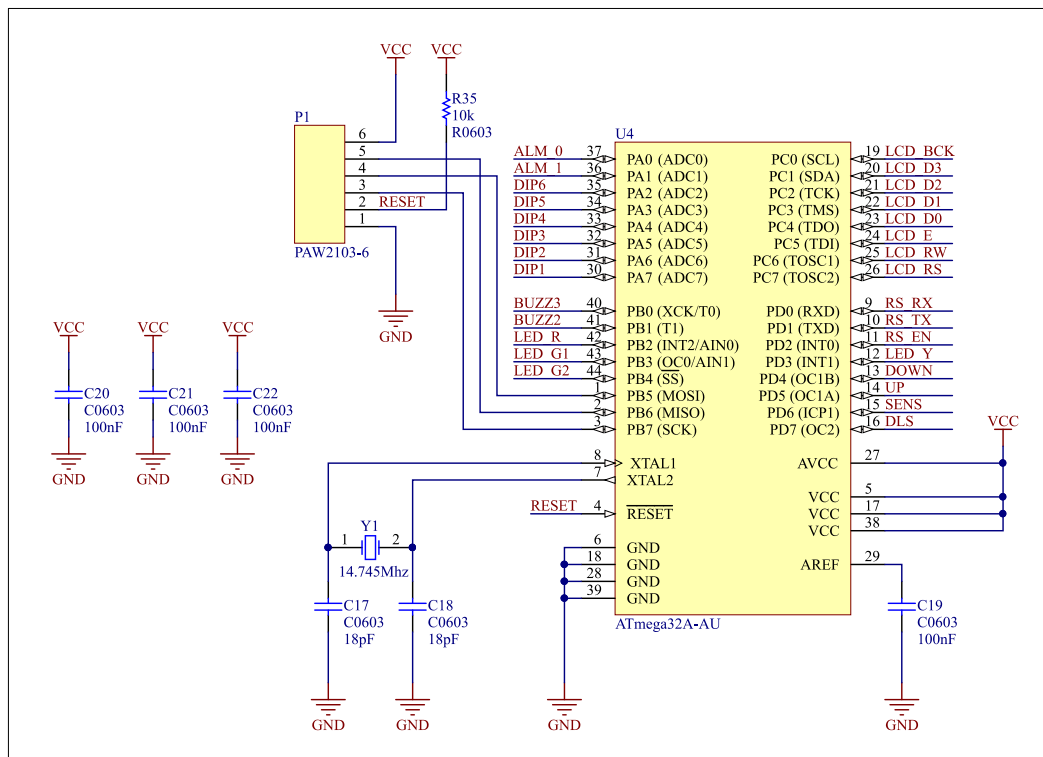 VCC
VCC
R35
10k
R0603
P1
6
5
4
3
2
1
RESET
PAW2103-6
GND
U4
ALM_0 37 PA0 (ADC0) PC0 (SCL) 19 LCD_BCK
ALM_1 36 PA1 (ADC1) PC1 (SDA) 20 LCD_D3
DIP6 35 PA2 (ADC2) PC2 (TCK) 21 LCD_D2
DIP5 34 PA3 (ADC3) PC3 (TMS) 22 LCD_D1
DIP4 33 PA4 (ADC4) PC4 (TDO) 23 LCD_D0
DIP3 32 PA5 (ADC5) PC5 (TDI) 24 LCD_E
DIP2 31 PA6 (ADC6) PC6 (TOSC1) 25 LCD_RW
DIP1 30 PA7 (ADC7) PC7 (TOSC2) 26 LCD_RS
BUZZ3 40 PB0 (XCK/T0) PD0 (RXD) 9 RS_RX
BUZZ2 41 PB1 (T1) PD1 (TXD) 10 RS_TX
LED_R 42 PB2 (INT2/AIN0) PD2 (INT0) 11 RS_EN
LED_G1 43 PB3 (OC0/AIN1) PD3 (INT1) 12 LED_Y
LED_G2 44 PB4 (SS) PD4 (OC1B) 13 DOWN
1 PB5 (MOSI) PD5 (OC1A) 14 UP
2 PB6 (MISO) PD6 (ICP1) 15 SENS
3 PB7 (SCK) PD7 (OC2) 16 DLS
8 XTAL1 AVCC 27 VCC
7 XTAL2
VCC 5
RESET 4 RESET VCC 17
VCC 38
6 GND
18 GND AREF 29
28 GND
39 GND
ATmega32A-AU
C19
C0603
100nF
GND
VCC
VCC
VCC
C20
C0603
100nF
C21
C0603
100nF
C22
C0603
100nF
GND
GND
GND
Y1
1 2
14.745Mhz
C17
C0603
18pF
C18
C0603
18pF
GND
GND
GND